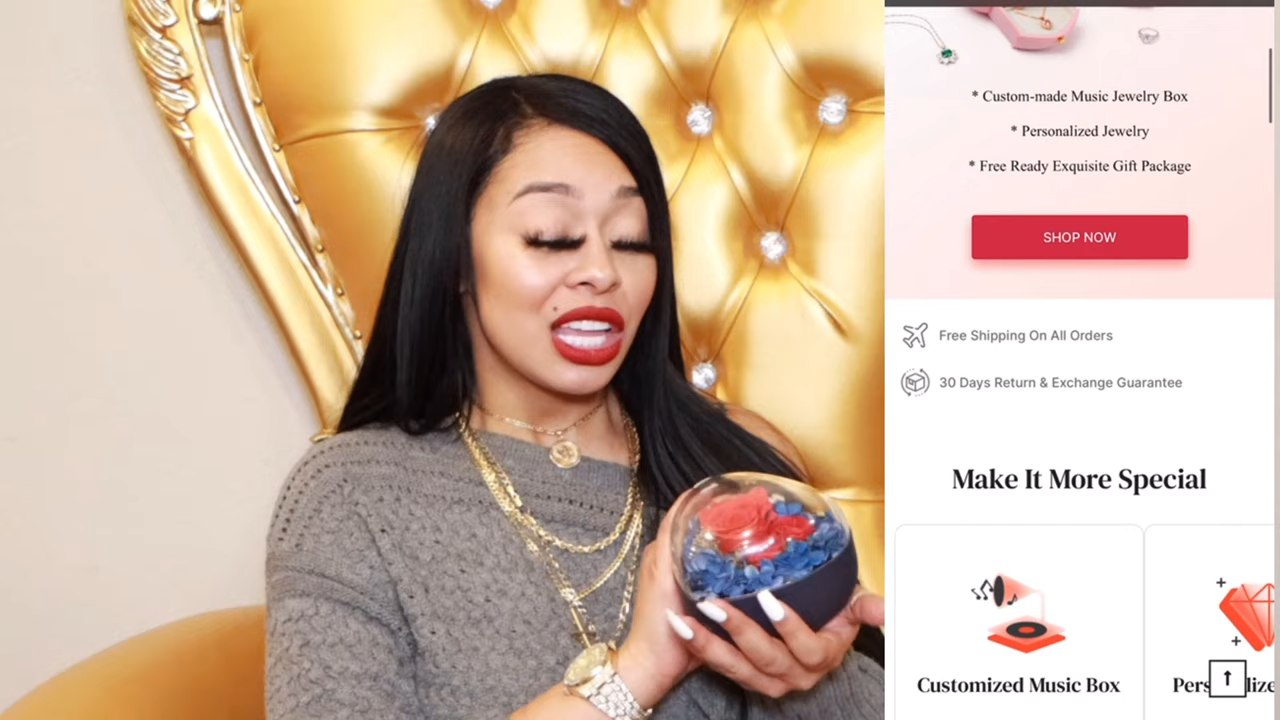 * Custom-made Music Jewelry Box
* Personalized Jewelry
* Free Ready Exquisite Gift Package
SHOP NOW
Free Shipping On All Orders
30 Days Return & Exchange Guarantee
Make It More Special
Customized Music Box